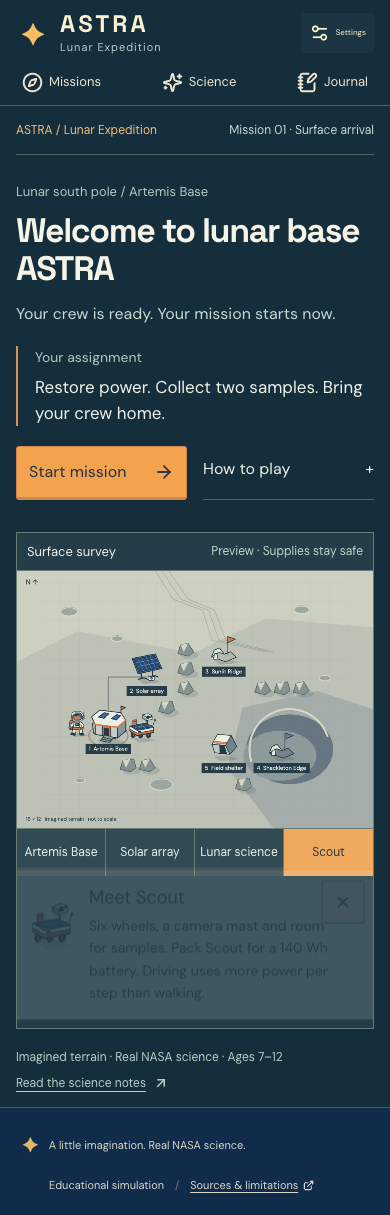 ASTRA
Lunar Expedition
Settings
Missions
Science
Journal
ASTRA / Lunar Expedition
Mission 01 · Surface arrival
Lunar south pole / Artemis Base
Welcome to lunar base
ASTRA
Your crew is ready. Your mission starts now.
Your assignment
Restore power. Collect two samples. Bring
your crew home.
Start mission →
How to play +
Surface survey
Preview · Supplies stay safe
N ↑
3 Sunlit Ridge
2 Solar array
1 Artemis Base
5 Field shelter
4 Shackleton Edge
Imagined terrain · not to scale
Artemis Base
Solar array
Lunar science
Scout
Meet Scout
Six wheels, a camera mast and room
for samples. Pack Scout for a 140 Wh
battery. Driving uses more power per
step than walking.
Imagined terrain · Real NASA science · Ages 7–12
Read the science notes
A little imagination. Real NASA science.
Educational simulation / Sources & limitations